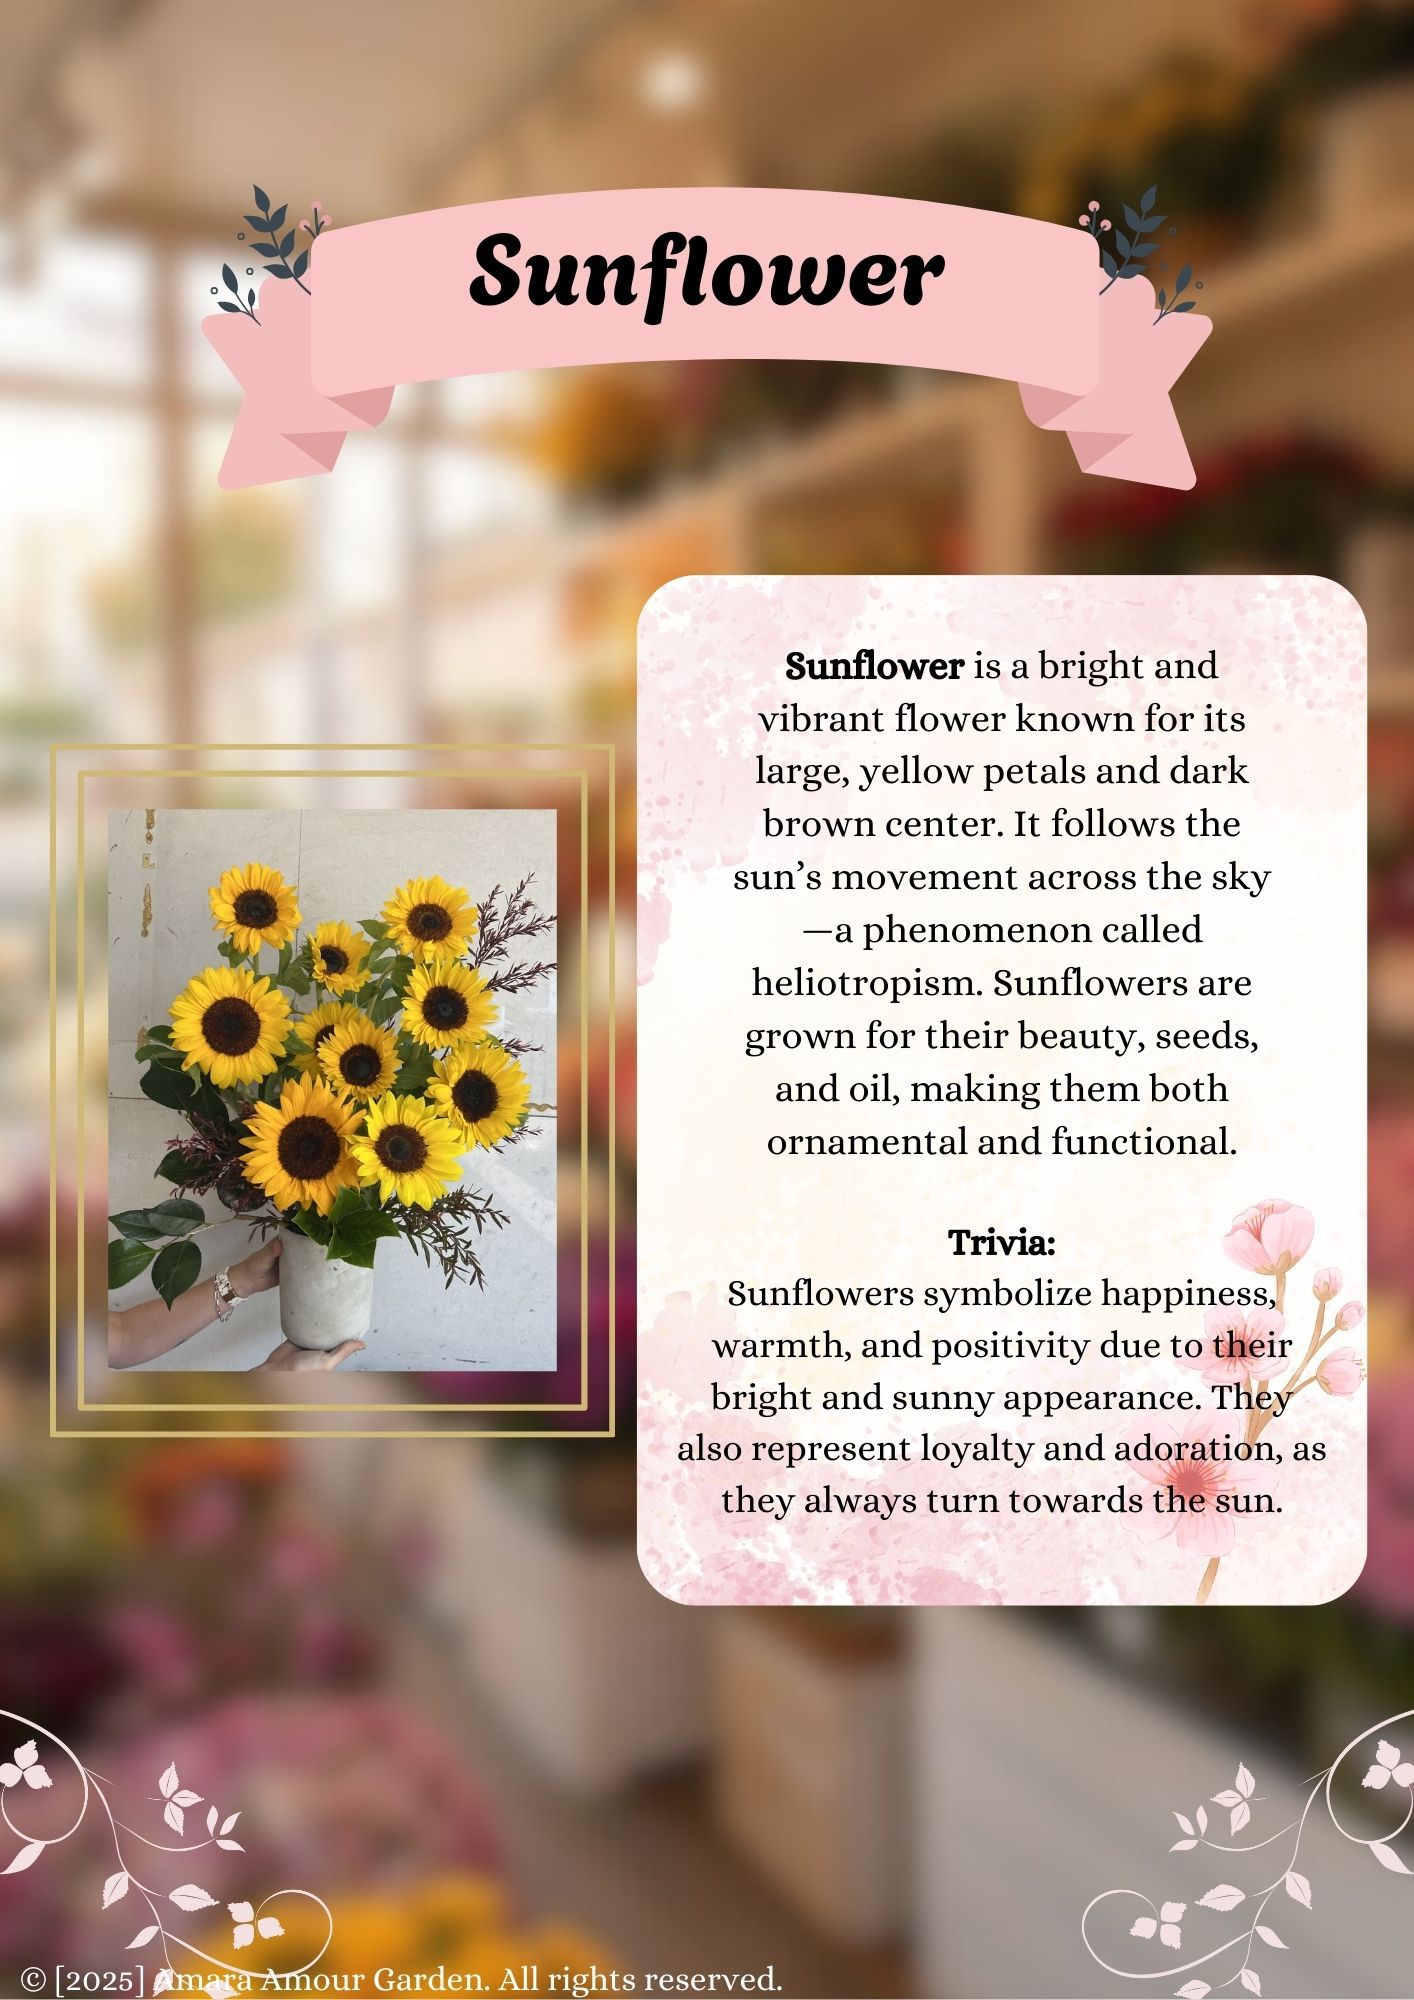 Sunflower
Sunflower is a bright and
vibrant flower known for its
large, yellow petals and dark
brown center. It follows the
sun’s movement across the sky
—a phenomenon called
heliotropism. Sunflowers are
grown for their beauty, seeds,
and oil, making them both
ornamental and functional.
Trivia:
Sunflowers symbolize happiness,
warmth, and positivity due to their
bright and sunny appearance. They
also represent loyalty and adoration, as
they always turn towards the sun.
© [2025] Amara Amour Garden. All rights reserved.